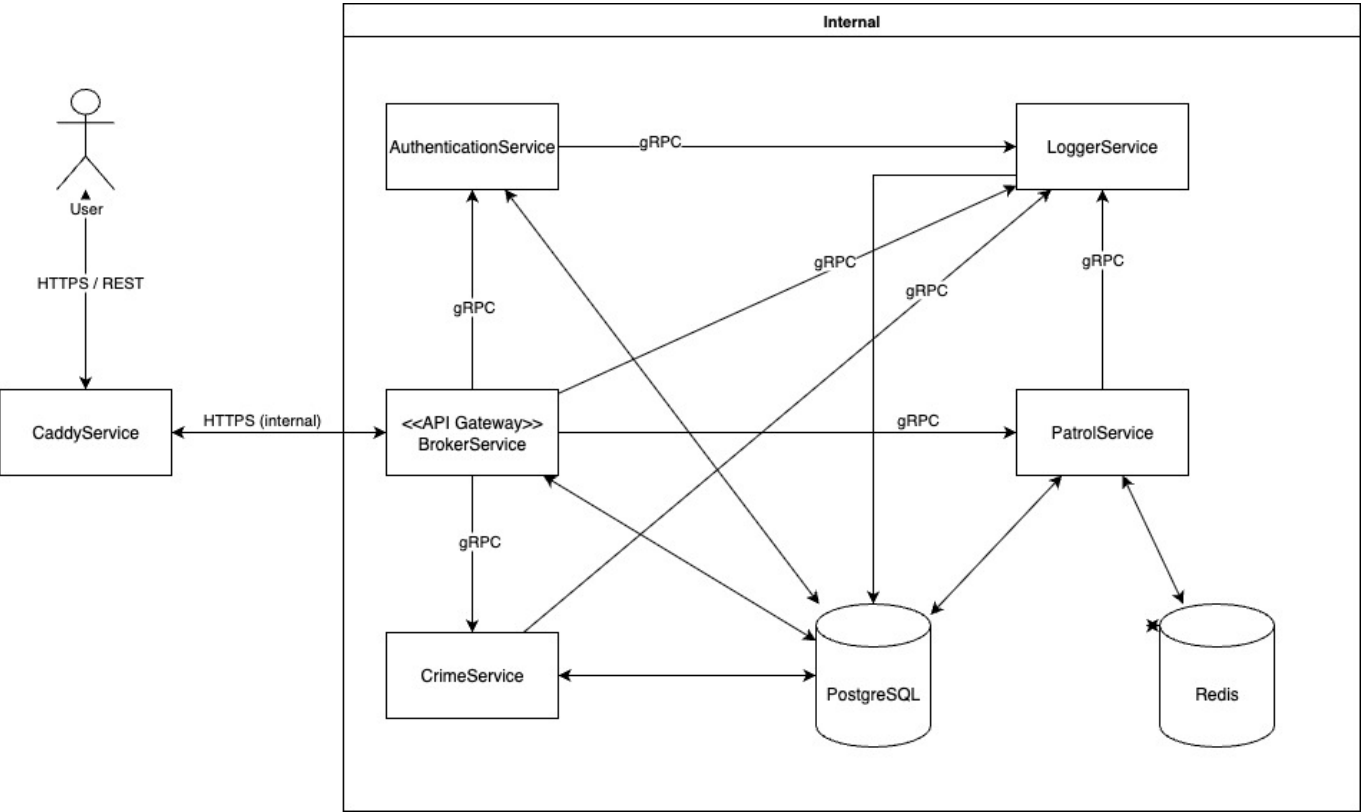 Internal
AuthenticationService
gRPC
LoggerService
User
HTTPS / REST
gRPC
gRPC
gRPC
gRPC
CaddyService
HTTPS (internal)
<<API Gateway>>
BrokerService
gRPC
PatrolService
gRPC
CrimeService
PostgreSQL
Redis